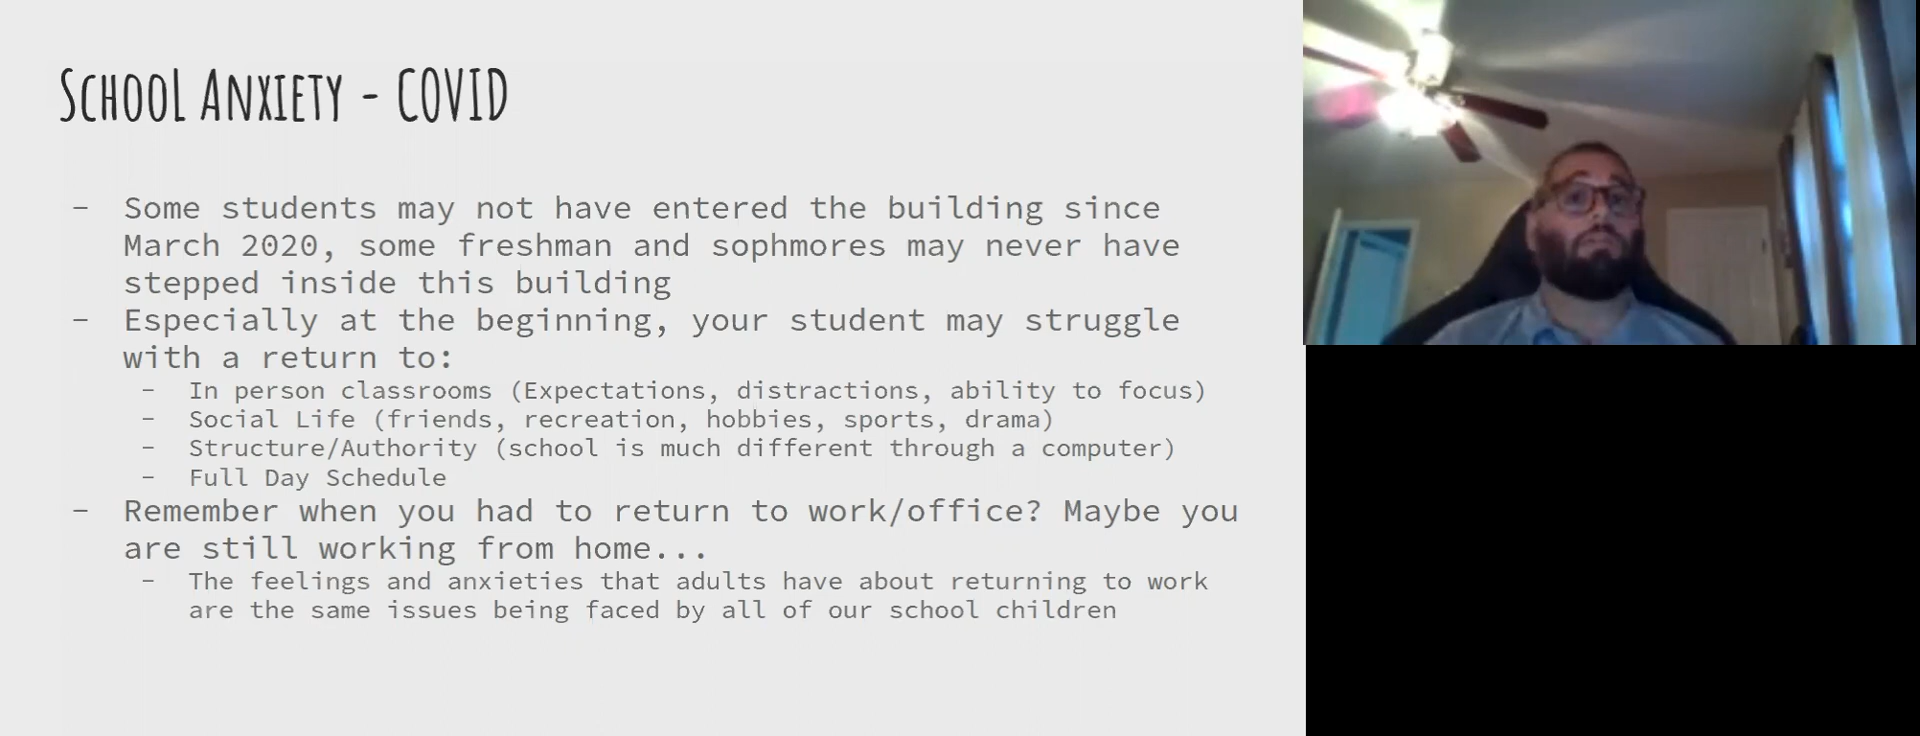 School Anxiety - COVID
- Some students may not have entered the building since
March 2020, some freshman and sophmores may never have
stepped inside this building
- Especially at the beginning, your student may struggle
with a return to:
- In person classrooms (Expectations, distractions, ability to focus)
- Social Life (friends, recreation, hobbies, sports, drama)
- Structure/Authority (school is much different through a computer)
- Full Day Schedule
- Remember when you had to return to work/office? Maybe you
are still working from home...
- The feelings and anxieties that adults have about returning to work
are the same issues being faced by all of our school children